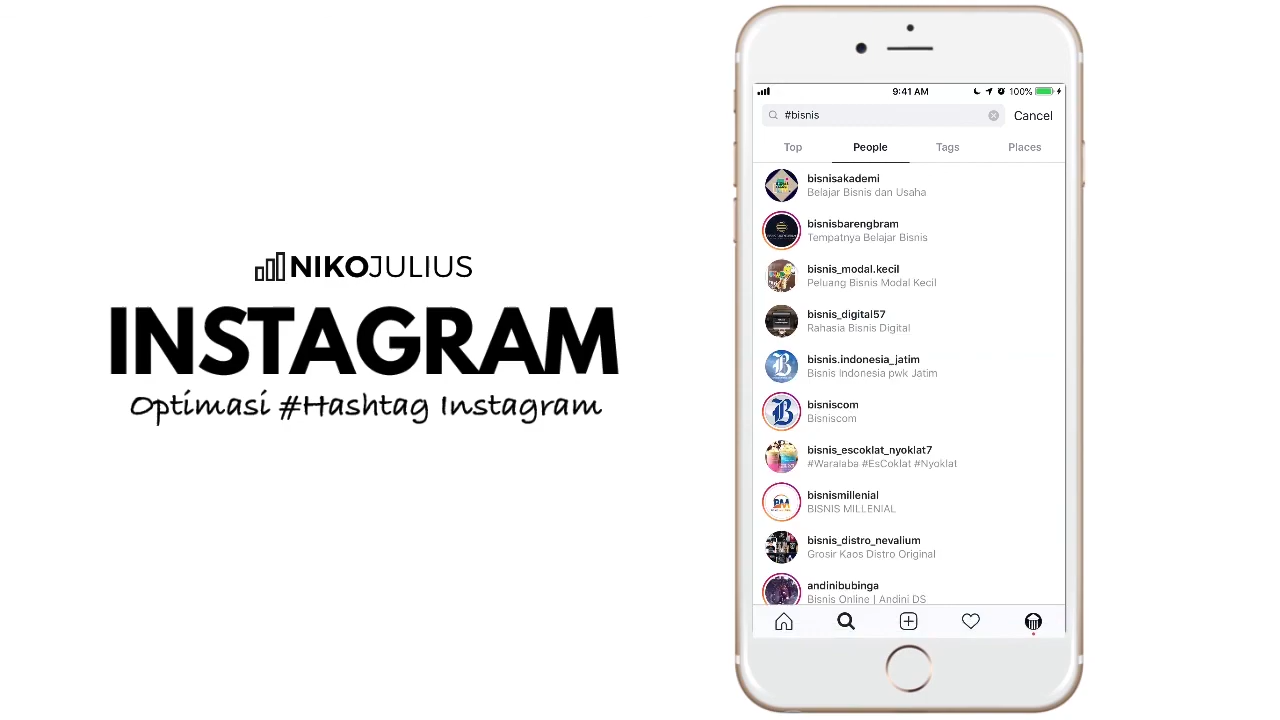 NIKOJULIUS
INSTAGRAM
Optimasi #Hashtag Instagram
9:41 AM
100%
#bisnis
Cancel
Top
People
Tags
Places
bisnisakademi
Belajar Bisnis dan Usaha
bisnisbarengbram
Tempatnya Belajar Bisnis
bisnis_modal.kecil
Peluang Bisnis Modal Kecil
bisnis_digital57
Rahasia Bisnis Digital
bisnis.indonesia_jatim
Bisnis Indonesia pwk Jatim
bisniscom
Bisniscom
bisnis_escoklat_nyoklat7
#Waralaba #EsCoklat #Nyoklat
bisnismillenial
BISNIS MILLENIAL
bisnis_distro_nevalium
Grosir Kaos Distro Original
andinibubinga
Bisnis Online | Andini DS